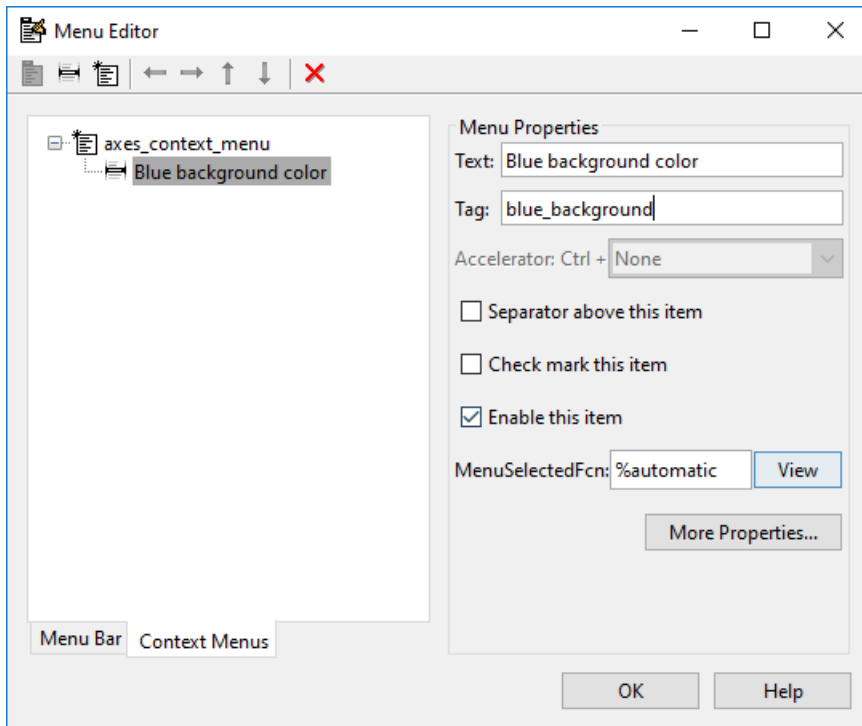 Menu Editor
axes_context_menu
Blue background color
Menu Bar
Context Menus
Menu Properties
Text: Blue background color
Tag: blue_background
Accelerator: Ctrl + None
Separator above this item
Check mark this item
Enable this item
MenuSelectedFcn: %automatic View
More Properties...
OK
Help